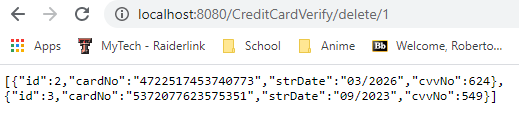 localhost:8080/CreditCardVerify/delete/1
Apps MyTech - Raiderlink School Anime Bb Welcome, Roberto...
[{"id":2,"cardNo":"4722517453740773","strDate":"03/2026","cvvNo":624},
{"id":3,"cardNo":"5372077623575351","strDate":"09/2023","cvvNo":549}]